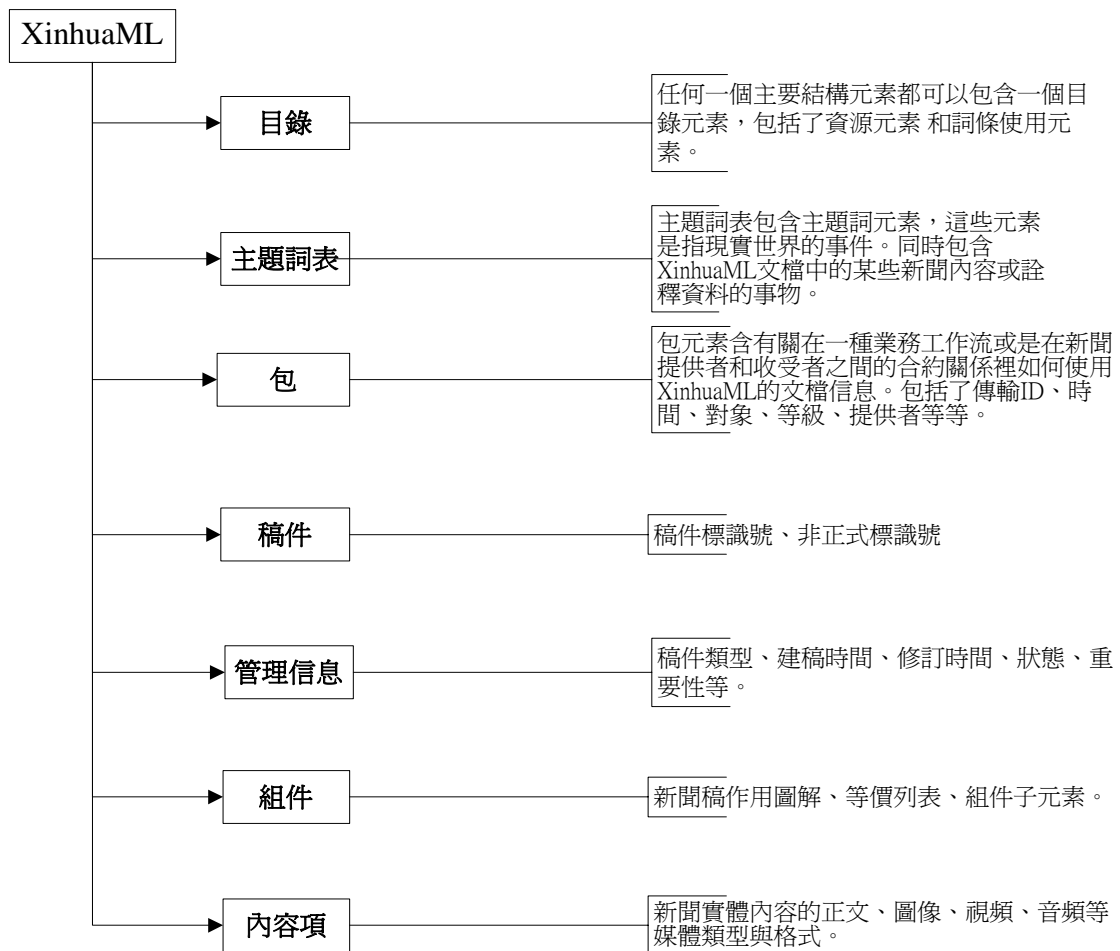 XinhuaML
目錄
任何一個主要結構元素都可以包含一個目
錄元素，包括了資源元素 和詞條使用元
素。
主題詞表
主題詞表包含主題詞元素，這些元素
是指現實世界的事件。同時包含
XinhuaML文檔中的某些新聞內容或詮
釋資料的事物。
包
包元素含有關在一種業務工作流或是在新聞
提供者和收受者之間的合約關係裡如何使用
XinhuaML的文檔信息。包括了傳輸ID、時
間、對象、等級、提供者等等。
稿件
稿件標識號、非正式標識號
管理信息
稿件類型、建稿時間、修訂時間、狀態、重
要性等。
組件
新聞稿作用圖解、等價列表、組件子元素。
內容項
新聞實體內容的正文、圖像、視頻、音頻等
媒體類型與格式。